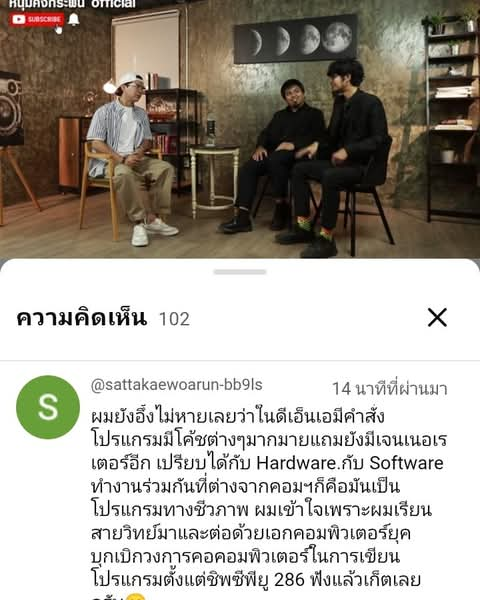 หนุ่มคงกระพัน official
SUBSCRIBE
ความคิดเห็น 102
S
@sattakaewoarun-bb9ls
14 นาทีที่ผ่านมา
ผมยังอึ้งไม่หายเลยว่าในดีเอ็นเอมีคำสั่ง
โปรแกรมมีโค้ชต่างๆมากมายแถมยังมีเจนเนอเร
เตอร์อีก เปรียบได้กับ Hardware.กับ Software
ทำงานร่วมกันที่ต่างจากคอมฯก็คือมันเป็น
โปรแกรมทางชีวภาพ ผมเข้าใจเพราะผมเรียน
สายวิทย์มาและต่อด้วยเอกคอมพิวเตอร์ยุค
บุกเบิกวงการคอคอมพิวเตอร์ในการเขียน
โปรแกรมตั้งแต่ชิพซีพียู 286 ฟังแล้วเก็ตเลย